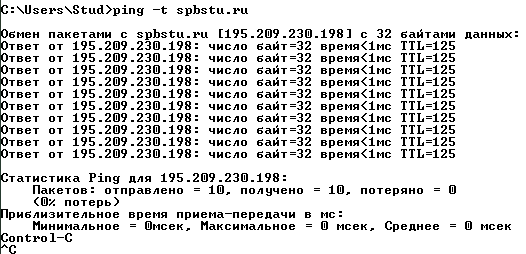 C:\Users\Stud>ping -t spbstu.ru
Обмен пакетами с spbstu.ru [195.209.230.198] с 32 байтами данных:
Ответ от 195.209.230.198: число байт=32 время<1мс TTL=125
Ответ от 195.209.230.198: число байт=32 время<1мс TTL=125
Ответ от 195.209.230.198: число байт=32 время<1мс TTL=125
Ответ от 195.209.230.198: число байт=32 время<1мс TTL=125
Ответ от 195.209.230.198: число байт=32 время<1мс TTL=125
Ответ от 195.209.230.198: число байт=32 время<1мс TTL=125
Ответ от 195.209.230.198: число байт=32 время<1мс TTL=125
Ответ от 195.209.230.198: число байт=32 время<1мс TTL=125
Ответ от 195.209.230.198: число байт=32 время<1мс TTL=125
Ответ от 195.209.230.198: число байт=32 время<1мс TTL=125
Статистика Ping для 195.209.230.198:
Пакетов: отправлено = 10, получено = 10, потеряно = 0
(0% потерь)
Приблизительное время приема-передачи в мс:
Минимальное = 0мсек, Максимальное = 0 мсек, Среднее = 0 мсек
Control-C
^C